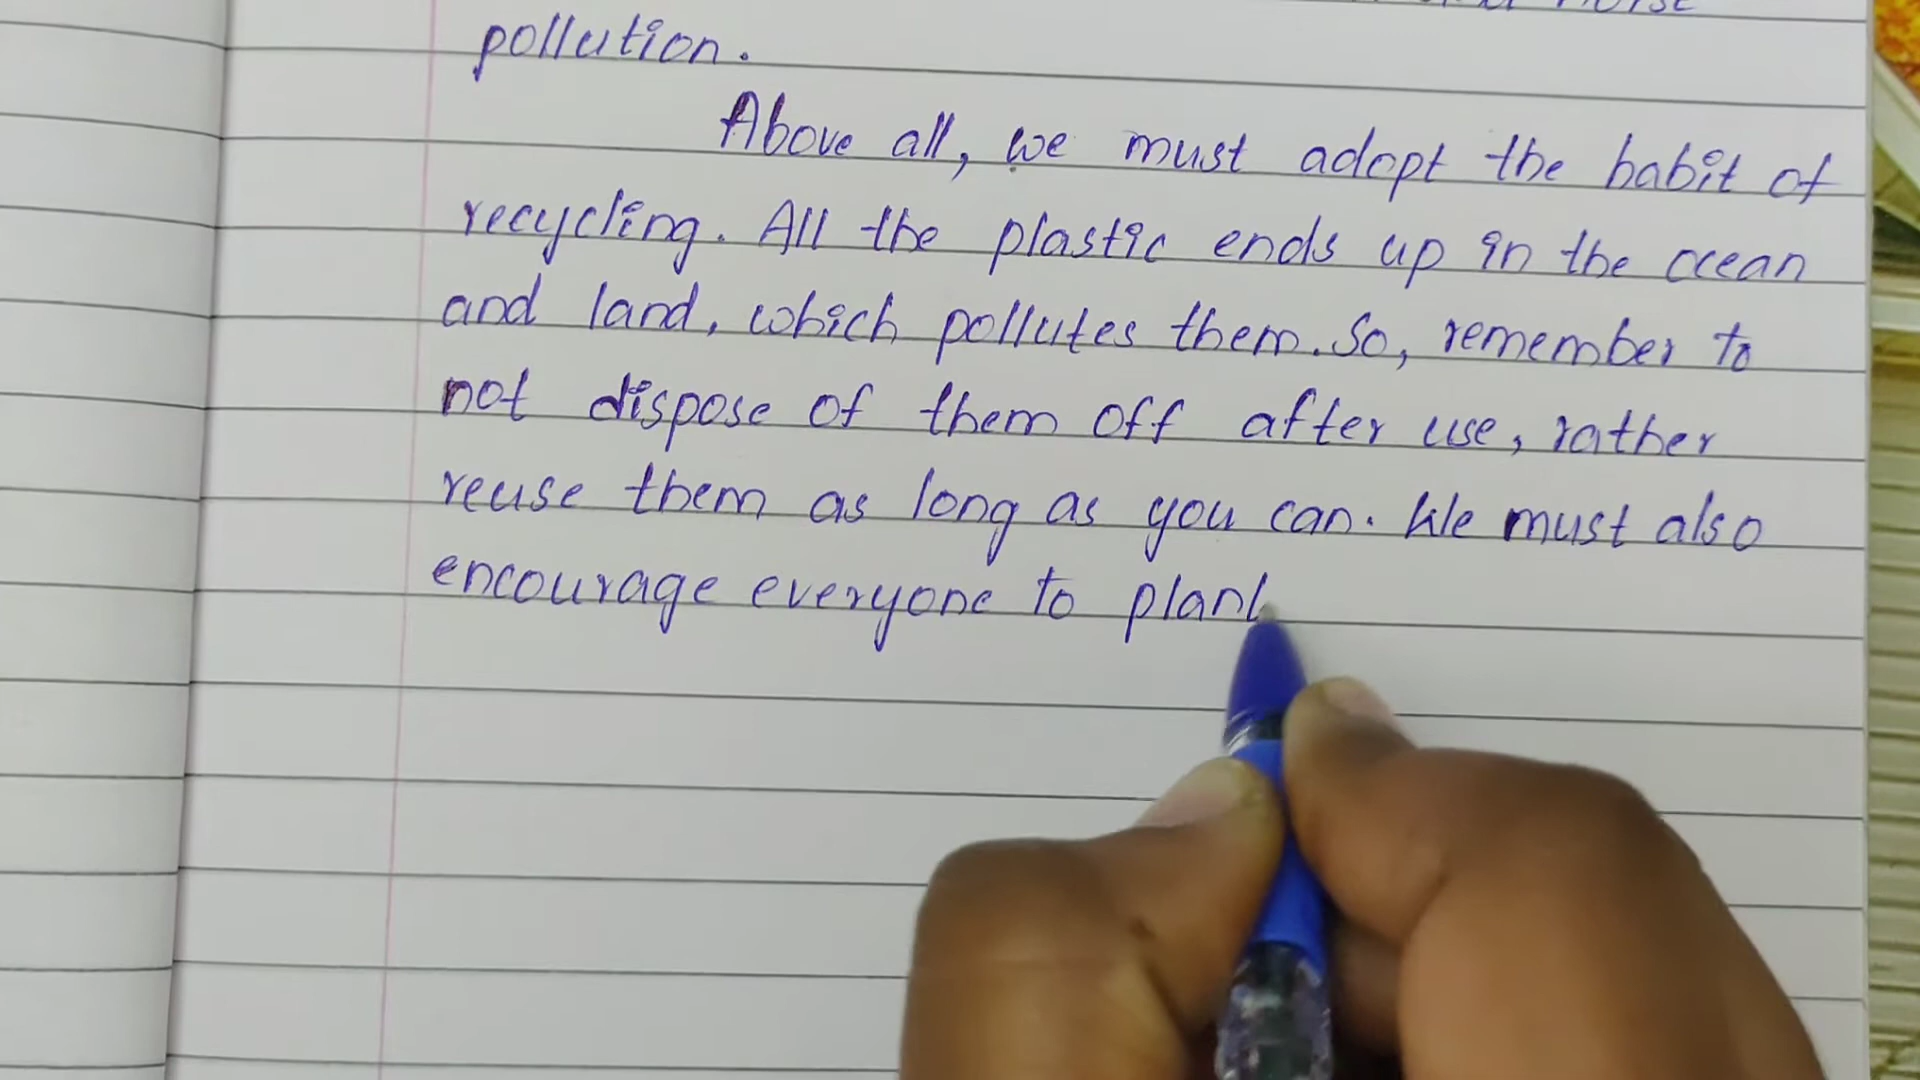 noise
pollution.
Above all, we must adopt the habit of
recycling. All the plastic ends up in the ocean
and land, which pollutes them. So, remember to
not dispose of them off after use, rather
reuse them as long as you can. We must also
encourage everyone to plant